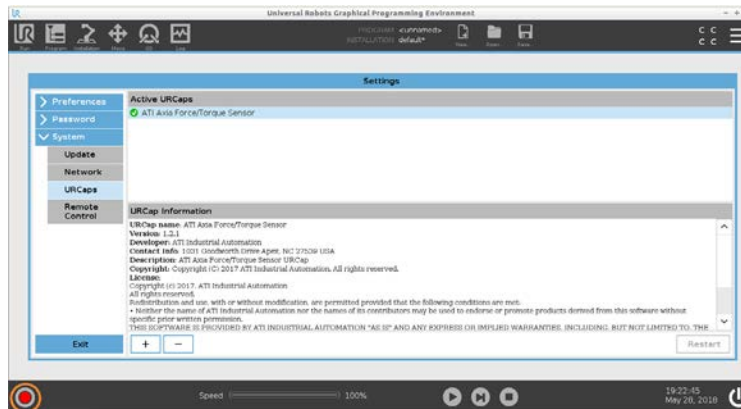 Universal Robots Graphical Programming Environment
UR
Run Program Installation Move I/O Log
PROGRAM <unnamed>
INSTALLATION default*
New... Open... Save...
C C
C C
Settings
Preferences
Password
System
Update
Network
URCaps
Remote
Control
Exit
Active URCaps
ATI Axia Force/Torque Sensor
URCap Information
URCap name: ATI Axia Force/Torque Sensor
Version: 1.2.1
Developer: ATI Industrial Automation
Contact Info: 1031 Goodworth Drive Apex, NC 27539 USA
Description: ATI Axia Force/Torque Sensor URCap
Copyright: Copyright (C) 2017 ATI Industrial Automation. All rights reserved.
License:
Copyright (c) 2017. ATI Industrial Automation
All rights reserved.
Redistribution and use, with or without modification, are permitted provided that the following conditions are met:
• Neither the name of ATI Industrial Automation nor the names of its contributors may be used to endorse or promote products derived from this software without
specific prior written permission.
THIS SOFTWARE IS PROVIDED BY ATI INDUSTRIAL AUTOMATION "AS IS" AND ANY EXPRESS OR IMPLIED WARRANTIES, INCLUDING, BUT NOT LIMITED TO, THE
+ −
Restart
Speed 100%
19:22:45
May 28, 2018